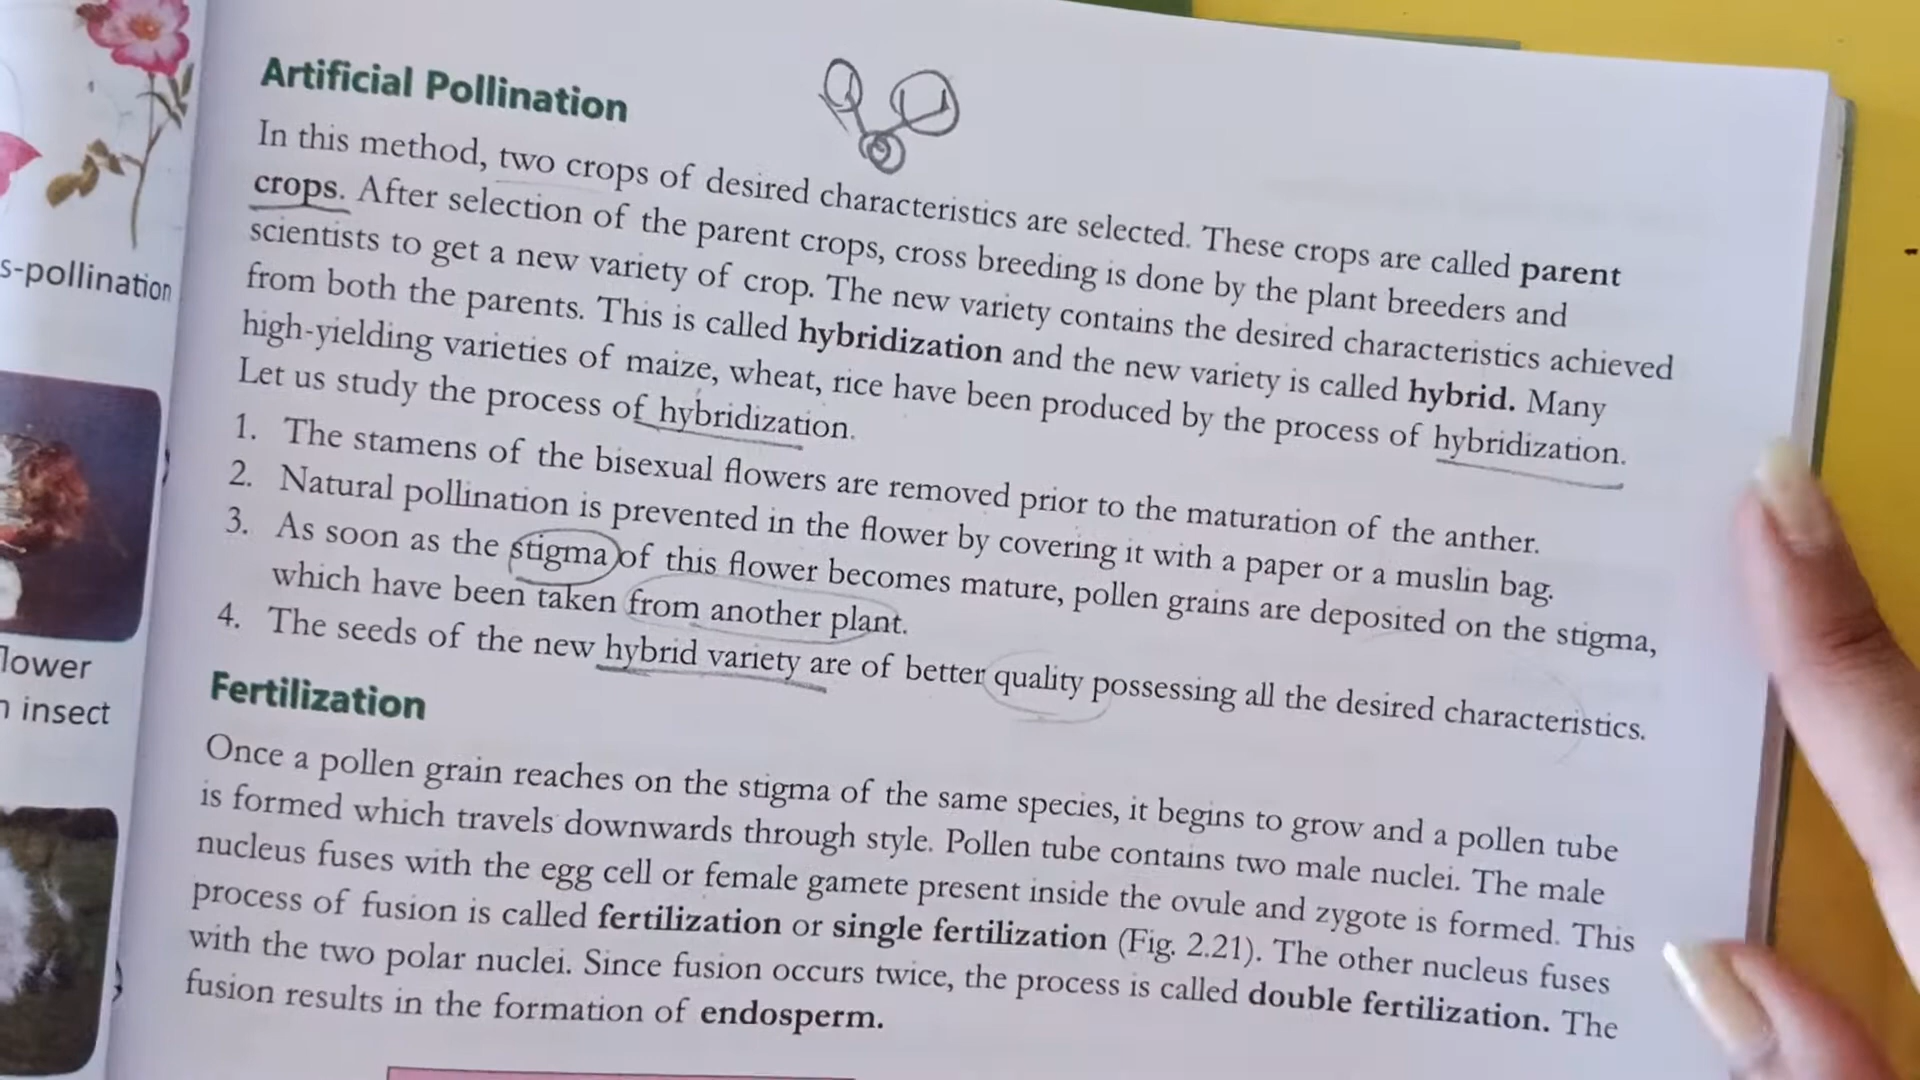 s-pollination
lower
n insect
Artificial Pollination
In this method, two crops of desired characteristics are selected. These crops are called parent
crops. After selection of the parent crops, cross breeding is done by the plant breeders and
scientists to get a new variety of crop. The new variety contains the desired characteristics achieved
from both the parents. This is called hybridization and the new variety is called hybrid. Many
high-yielding varieties of maize, wheat, rice have been produced by the process of hybridization.
Let us study the process of hybridization.
1. The stamens of the bisexual flowers are removed prior to the maturation of the anther.
2. Natural pollination is prevented in the flower by covering it with a paper or a muslin bag.
3. As soon as the stigma of this flower becomes mature, pollen grains are deposited on the stigma,
which have been taken from another plant.
4. The seeds of the new hybrid variety are of better quality possessing all the desired characteristics.
Fertilization
Once a pollen grain reaches on the stigma of the same species, it begins to grow and a pollen tube
is formed which travels downwards through style. Pollen tube contains two male nuclei. The male
nucleus fuses with the egg cell or female gamete present inside the ovule and zygote is formed. This
process of fusion is called fertilization or single fertilization (Fig. 2.21). The other nucleus fuses
with the two polar nuclei. Since fusion occurs twice, the process is called double fertilization. The
fusion results in the formation of endosperm.